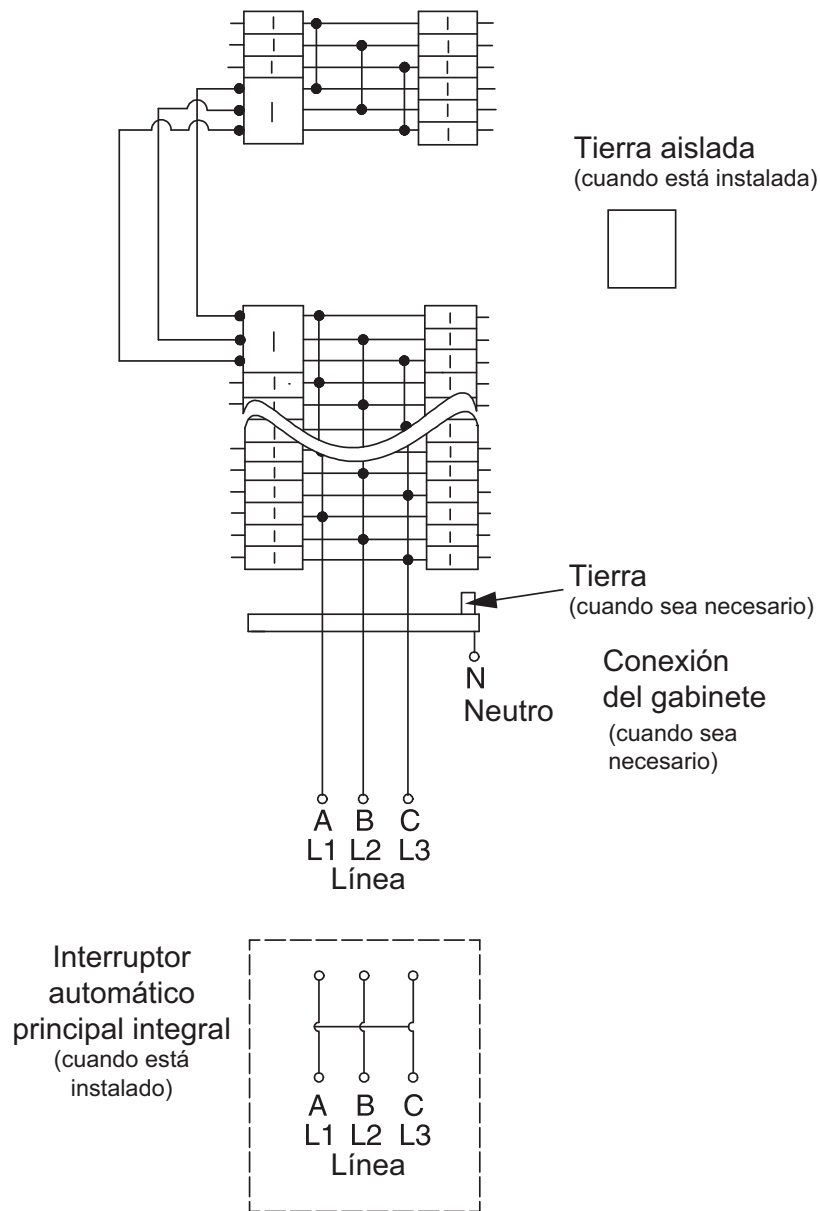 Tierra aislada
(cuando está instalada)
Tierra
(cuando sea necesario)
Conexión
del gabinete
(cuando sea
necesario)
N
Neutro
A B C
L1 L2 L3
Línea
Interruptor
automático
principal integral
(cuando está
instalado)
A B C
L1 L2 L3
Línea